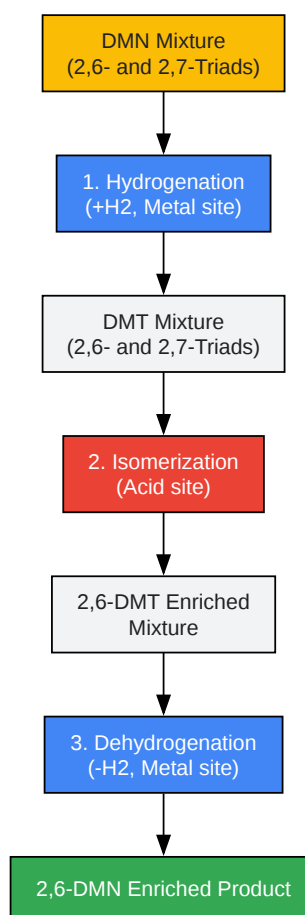 DMN Mixture
(2,6- and 2,7-Triads)
1. Hydrogenation
(+H2, Metal site)
DMT Mixture
(2,6- and 2,7-Triads)
2. Isomerization
(Acid site)
2,6-DMT Enriched
Mixture
3. Dehydrogenation
(-H2, Metal site)
2,6-DMN Enriched Product